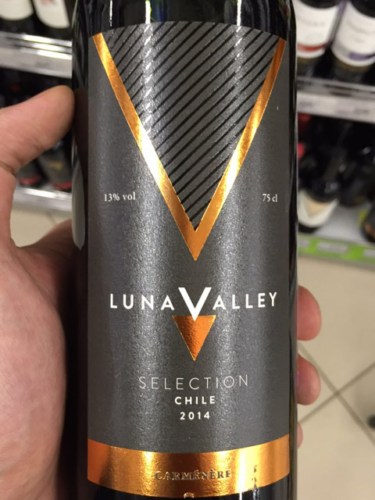 13% vol
75 cl
LUNA VALLEY
SELECTION
CHILE
2014
CARMÉNÈRE